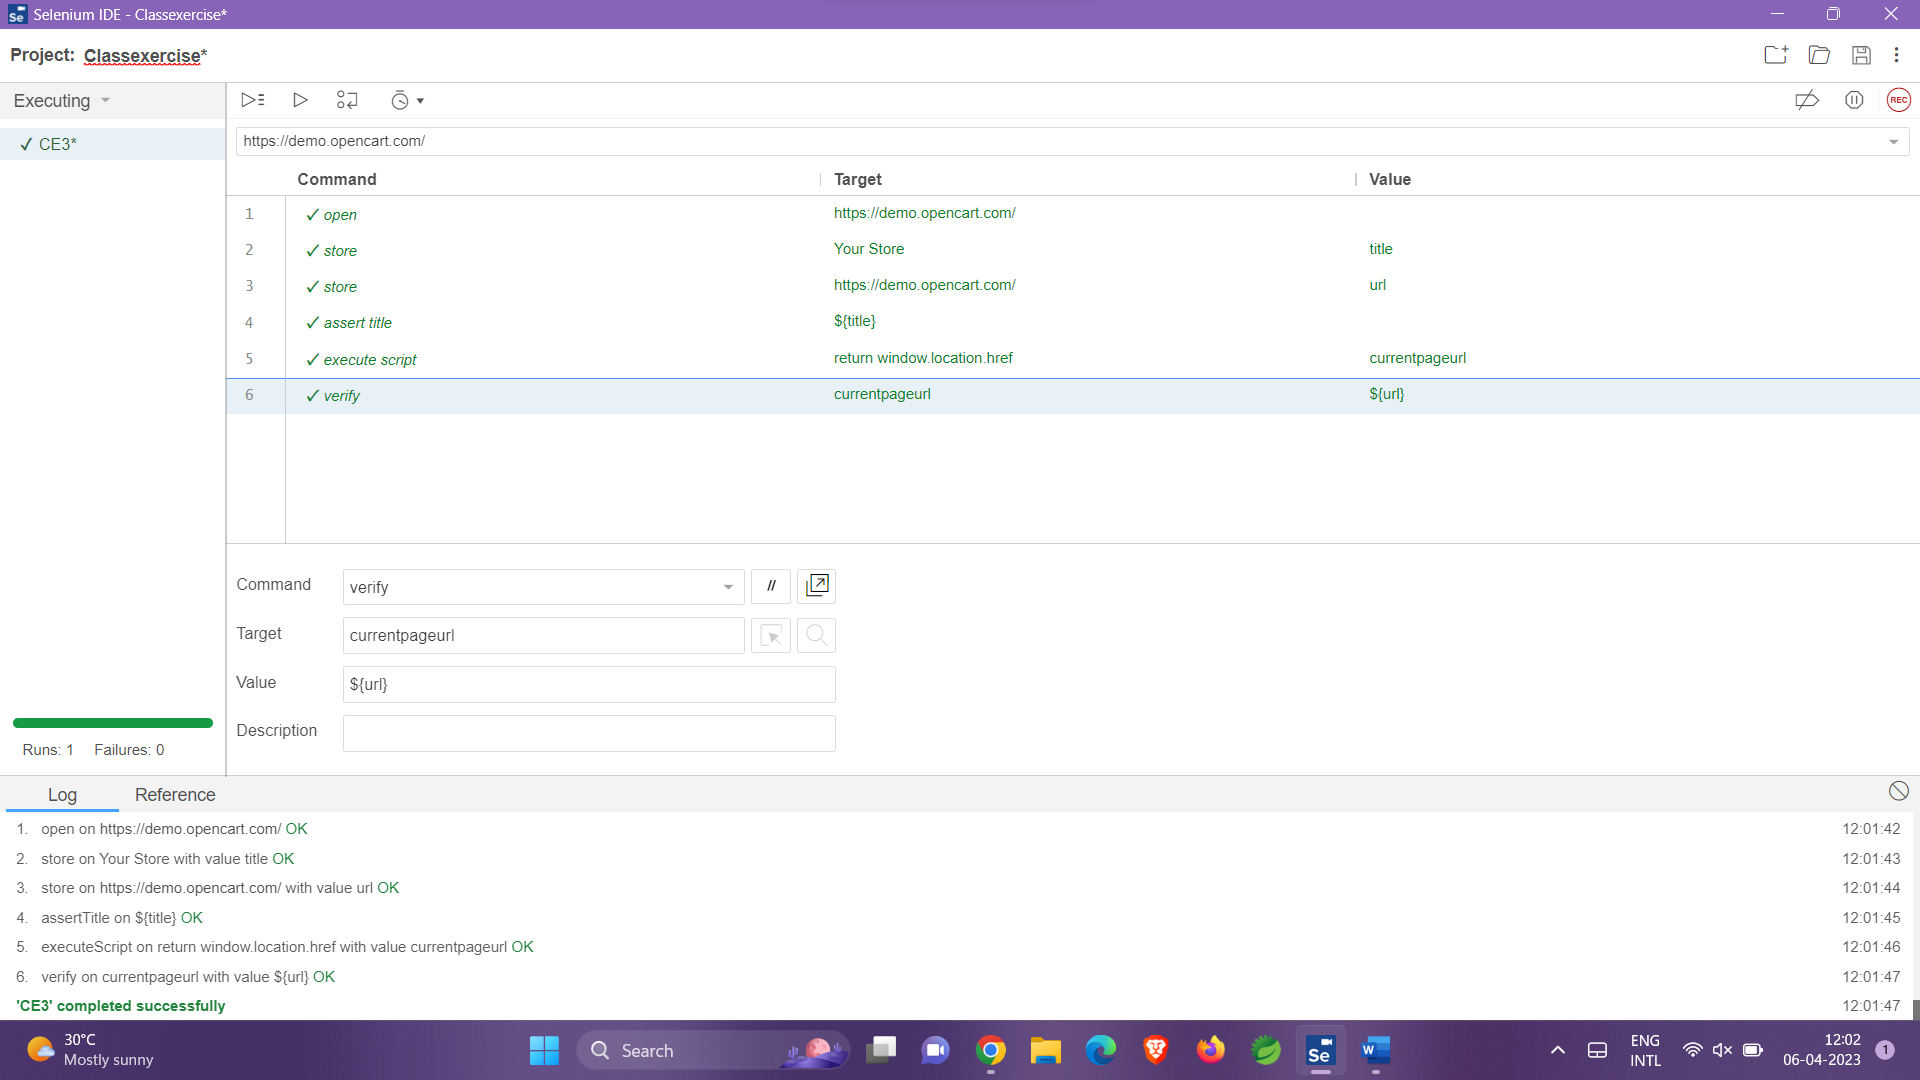 Selenium IDE - Classexercise*
Project: Classexercise*
Executing
✓ CE3*
REC
https://demo.opencart.com/
Command Target Value
1 ✓ open https://demo.opencart.com/
2 ✓ store Your Store title
3 ✓ store https://demo.opencart.com/ url
4 ✓ assert title ${title}
5 ✓ execute script return window.location.href currentpageurl
6 ✓ verify currentpageurl ${url}
Command verify //
Target currentpageurl
Value ${url}
Description
Runs: 1 Failures: 0
Log Reference
1. open on https://demo.opencart.com/ OK 12:01:42
2. store on Your Store with value title OK 12:01:43
3. store on https://demo.opencart.com/ with value url OK 12:01:44
4. assertTitle on ${title} OK 12:01:45
5. executeScript on return window.location.href with value currentpageurl OK 12:01:46
6. verify on currentpageurl with value ${url} OK 12:01:47
'CE3' completed successfully 12:01:47
30°C
Mostly sunny
Search
Se
W
ENG
INTL
12:02
06-04-2023
1